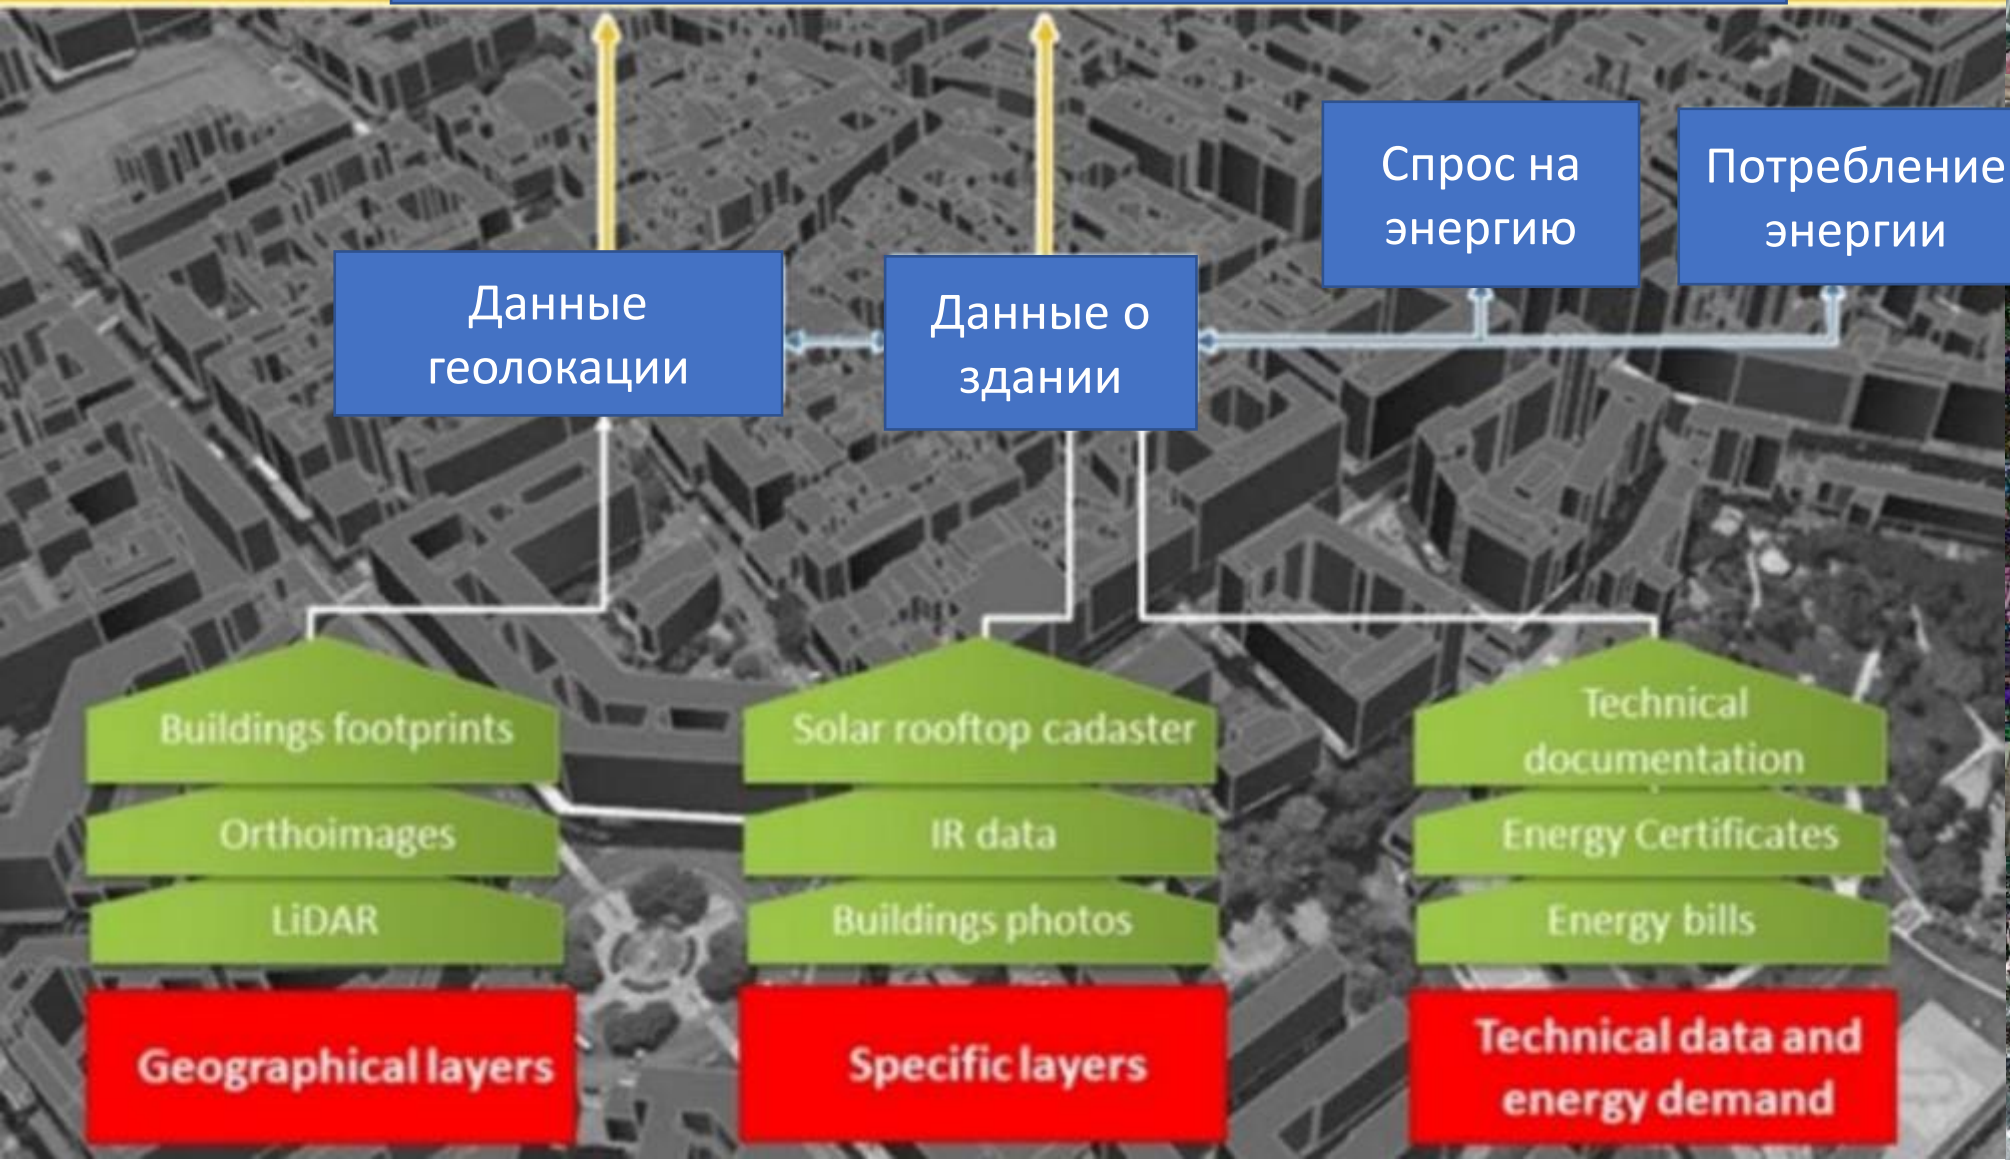 Спрос на
энергию
Потребление
энергии
Данные
геолокации
Данные о
здании
Buildings footprints
Orthoimages
LiDAR
Geographical layers
Solar rooftop cadaster
IR data
Buildings photos
Specific layers
Technical
documentation
Energy Certificates
Energy bills
Technical data and
energy demand